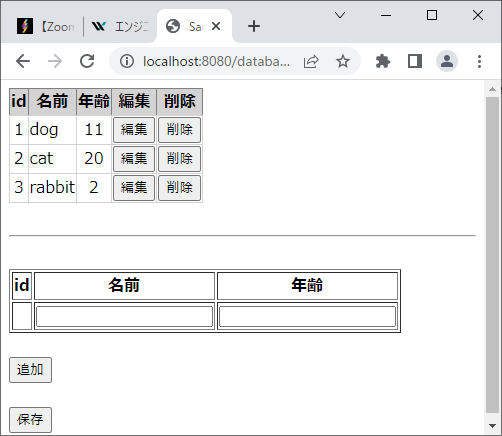 【Zoom
エンジニ
Sa
localhost:8080/databa...
id 名前 年齢 編集 削除
1 dog 11 編集 削除
2 cat 20 編集 削除
3 rabbit 2 編集 削除
id 名前 年齢
追加
保存